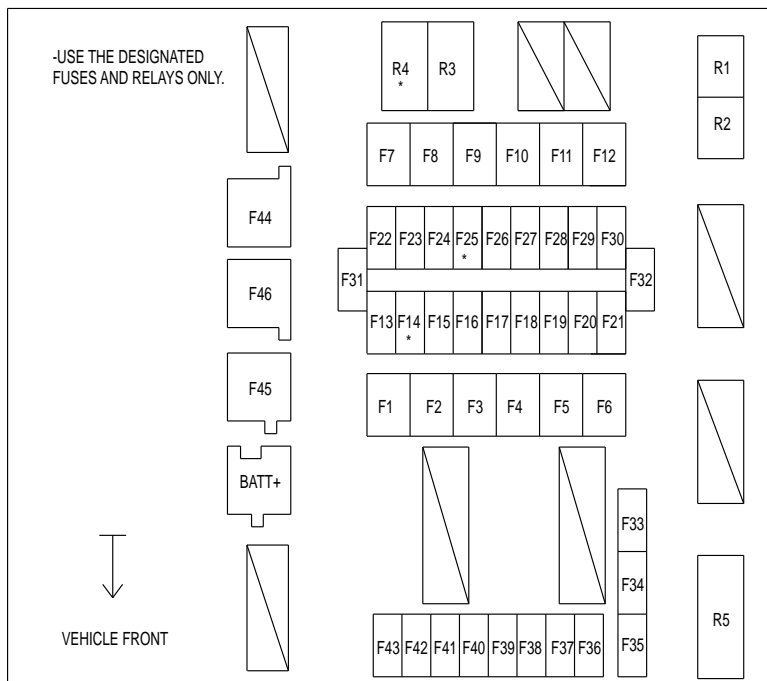 -USE THE DESIGNATED
FUSES AND RELAYS ONLY.
R4 R3
*
R1
R2
F7 F8 F9 F10 F11 F12
F44
F22 F23 F24 F25 F26 F27 F28 F29 F30
*
F31 F32
F46
F13 F14 F15 F16 F17 F18 F19 F20 F21
*
F45
F1 F2 F3 F4 F5 F6
BATT+
F33
F34
VEHICLE FRONT
F43 F42 F41 F40 F39 F38 F37 F36 F35
R5